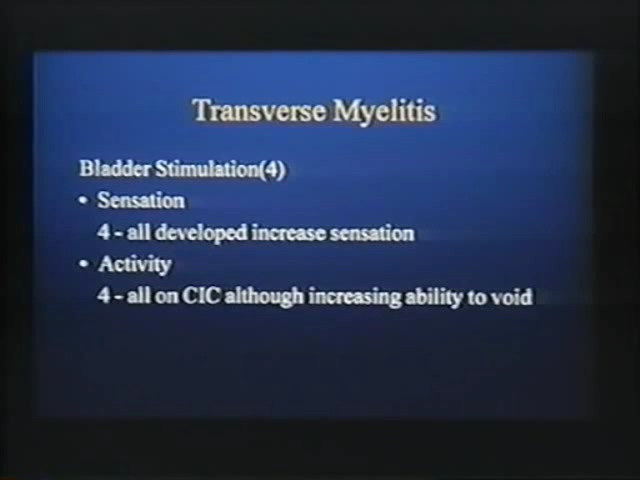 Transverse Myelitis
Bladder Stimulation(4)
• Sensation
4 - all developed increase sensation
• Activity
4 - all on CIC although increasing ability to void